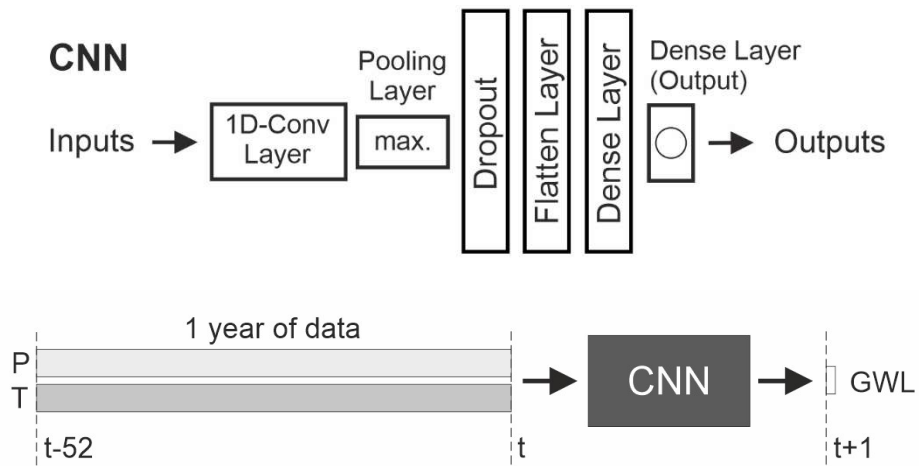 CNN
Inputs
1D-Conv
Layer
Pooling
Layer
max.
Dropout
Flatten Layer
Dense Layer
Dense Layer
(Output)
Outputs
1 year of data
P
T
CNN
GWL
t-52
t
t+1